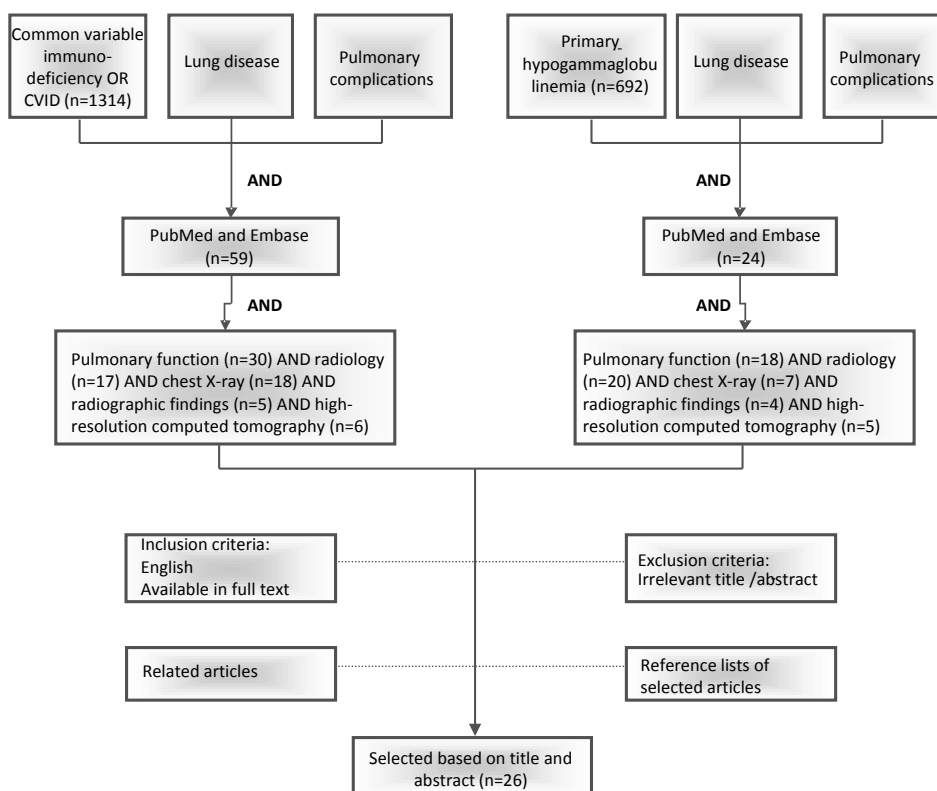 Common variable
immuno-
deficiency OR
CVID (n=1314)
Lung disease
Pulmonary
complications
Primary
hypogammaglobu
linemia (n=692)
Lung disease
Pulmonary
complications
AND
AND
PubMed and Embase
(n=59)
PubMed and Embase
(n=24)
AND
AND
Pulmonary function (n=30) AND radiology
(n=17) AND chest X-ray (n=18) AND
radiographic findings (n=5) AND high-
resolution computed tomography (n=6)
Pulmonary function (n=18) AND radiology
(n=20) AND chest X-ray (n=7) AND
radiographic findings (n=4) AND high-
resolution computed tomography (n=5)
Inclusion criteria:
English
Available in full text
Exclusion criteria:
Irrelevant title /abstract
Related articles
Reference lists of
selected articles
Selected based on title and
abstract (n=26)